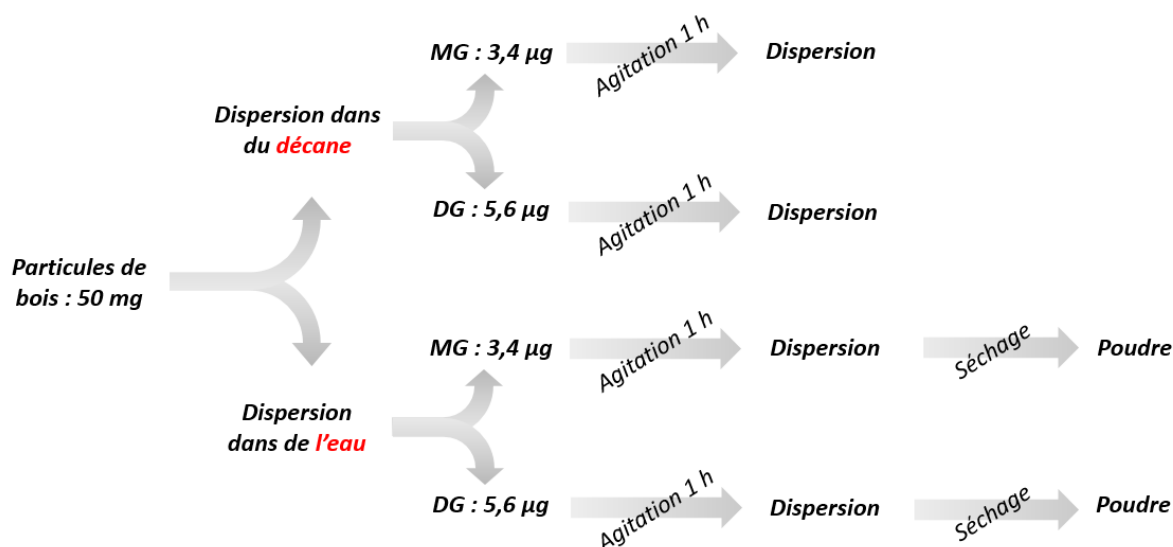 Particules de
bois : 50 mg
Dispersion dans
du décane
MG : 3,4 µg
Agitation 1 h
Dispersion
DG : 5,6 µg
Agitation 1 h
Dispersion
Dispersion
dans de l’eau
MG : 3,4 µg
Agitation 1 h
Dispersion
Séchage
Poudre
DG : 5,6 µg
Agitation 1 h
Dispersion
Séchage
Poudre